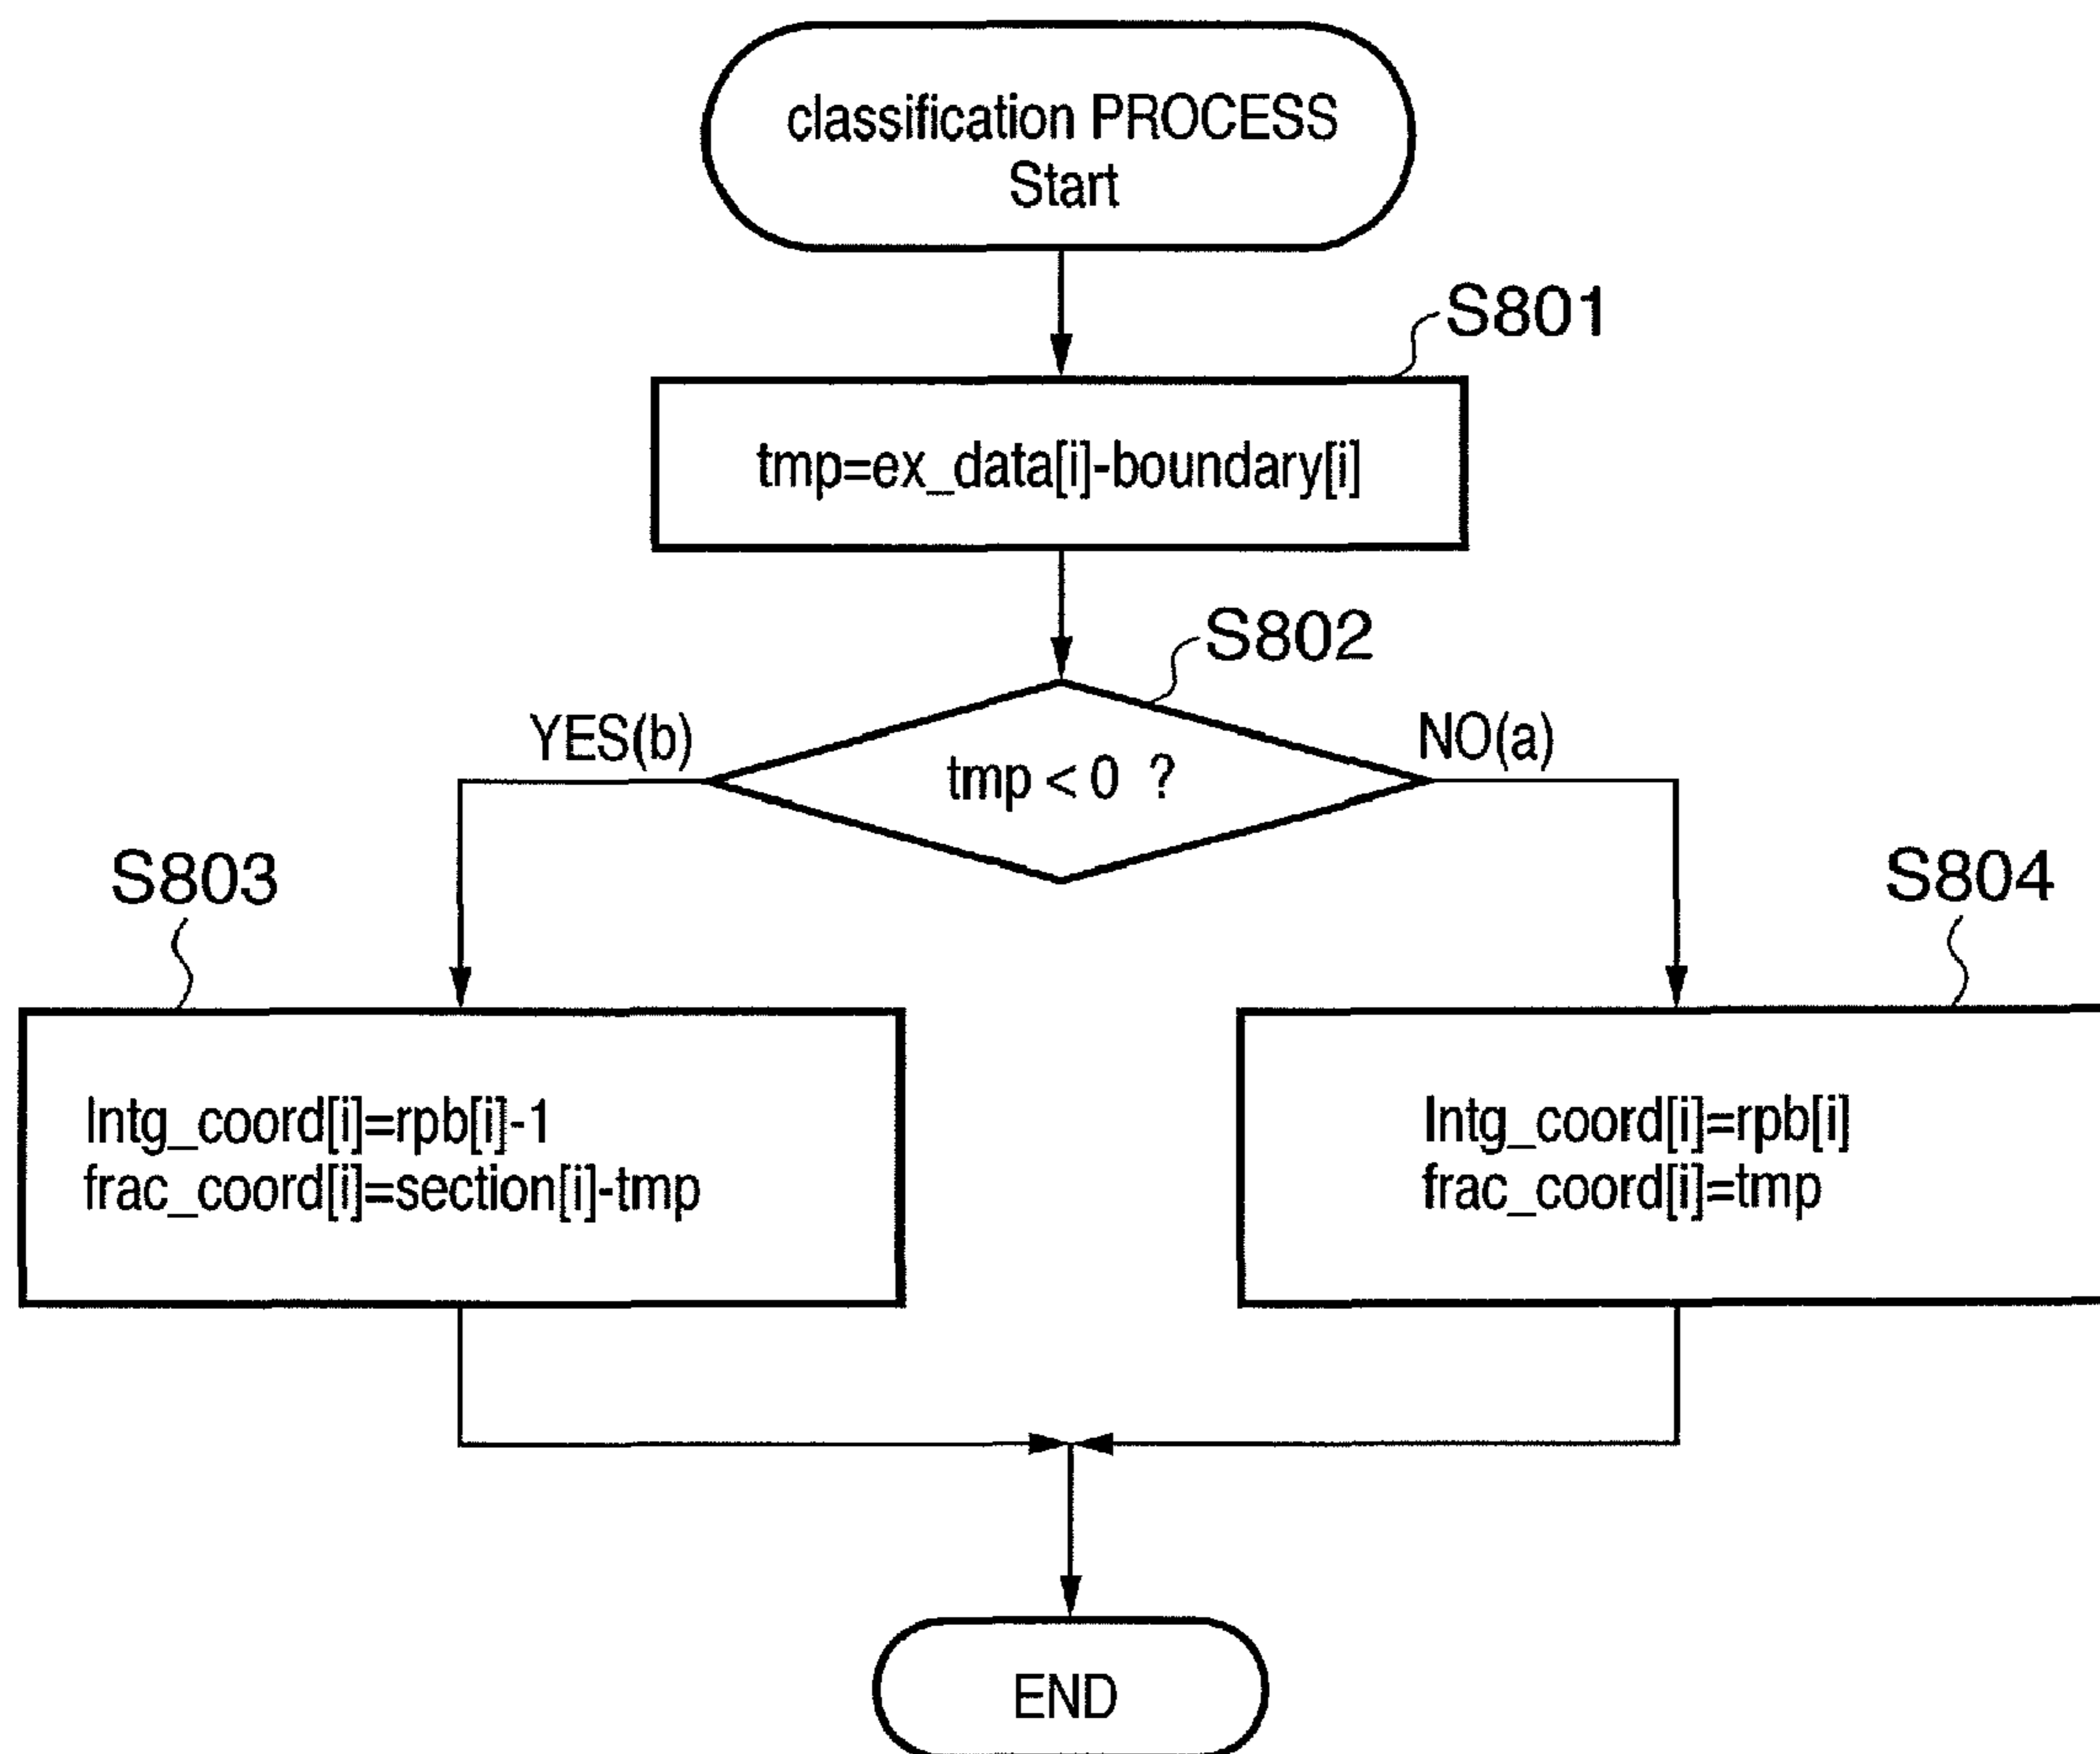 classification PROCESS
Start
S801
tmp=ex_data[i]-boundary[i]
S802
YES(b)
NO(a)
tmp < 0 ?
S803
S804
Intg_coord[i]=rpb[i]-1
frac_coord[i]=section[i]-tmp
Intg_coord[i]=rpb[i]
frac_coord[i]=tmp
END